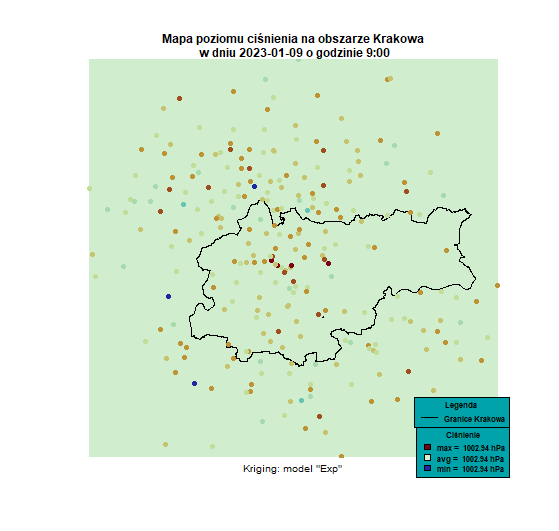 Mapa poziomu ciśnienia na obszarze Krakowa
w dniu 2023-01-09 o godzinie 9:00
Legenda
Granice Krakowa
Ciśnienie
max = 1002.94 hPa
avg = 1002.94 hPa
min = 1002.94 hPa
Kriging: model "Exp"